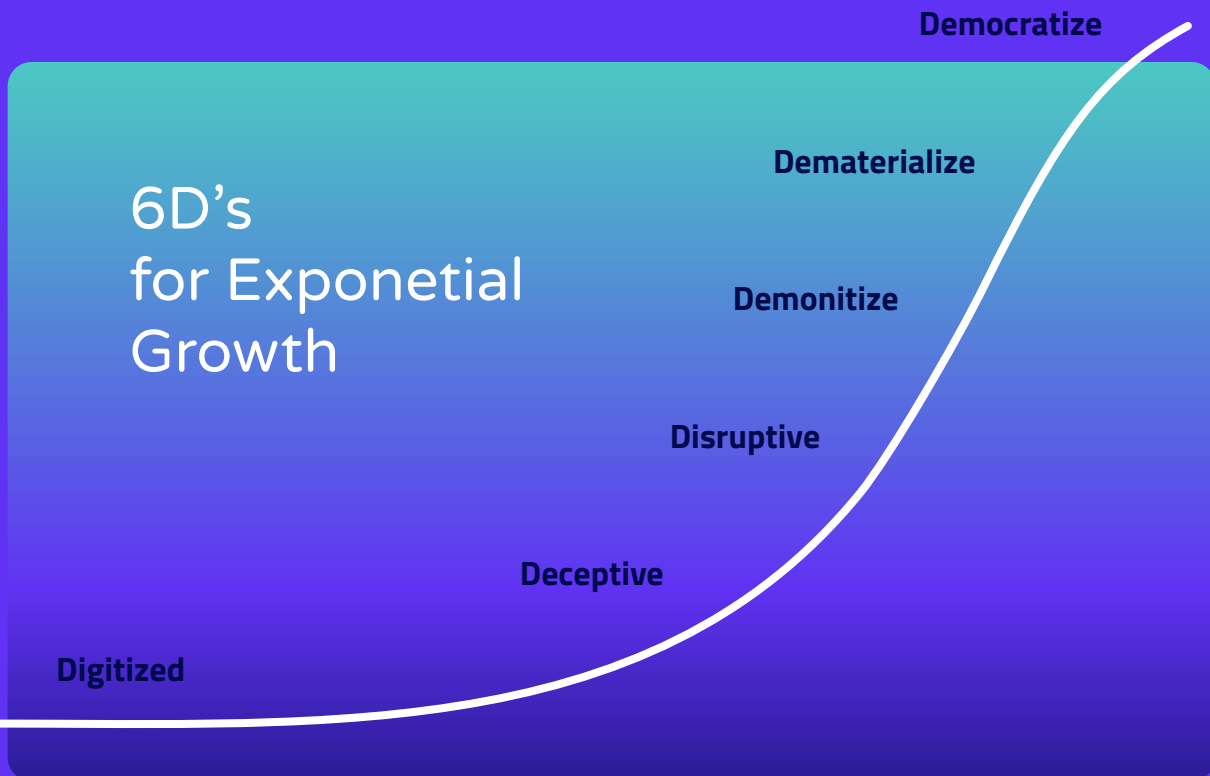 Democratize
Dematerialize
6D’s
for Exponetial
Growth
Demonitize
Disruptive
Deceptive
Digitized